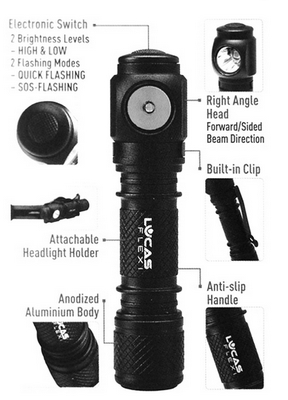 Electronic Switch
2 Brightness Levels
- HIGH & LOW
2 Flashing Modes
- QUICK FLASHING
- SOS-FLASHING
Right Angle
Head
Forward/Sided
Beam Direction
Built-in Clip
Attachable
Headlight Holder
LUCAS
FLEXI
Anodized
Aluminium Body
Anti-slip
Handle
LUCAS
FLEXI